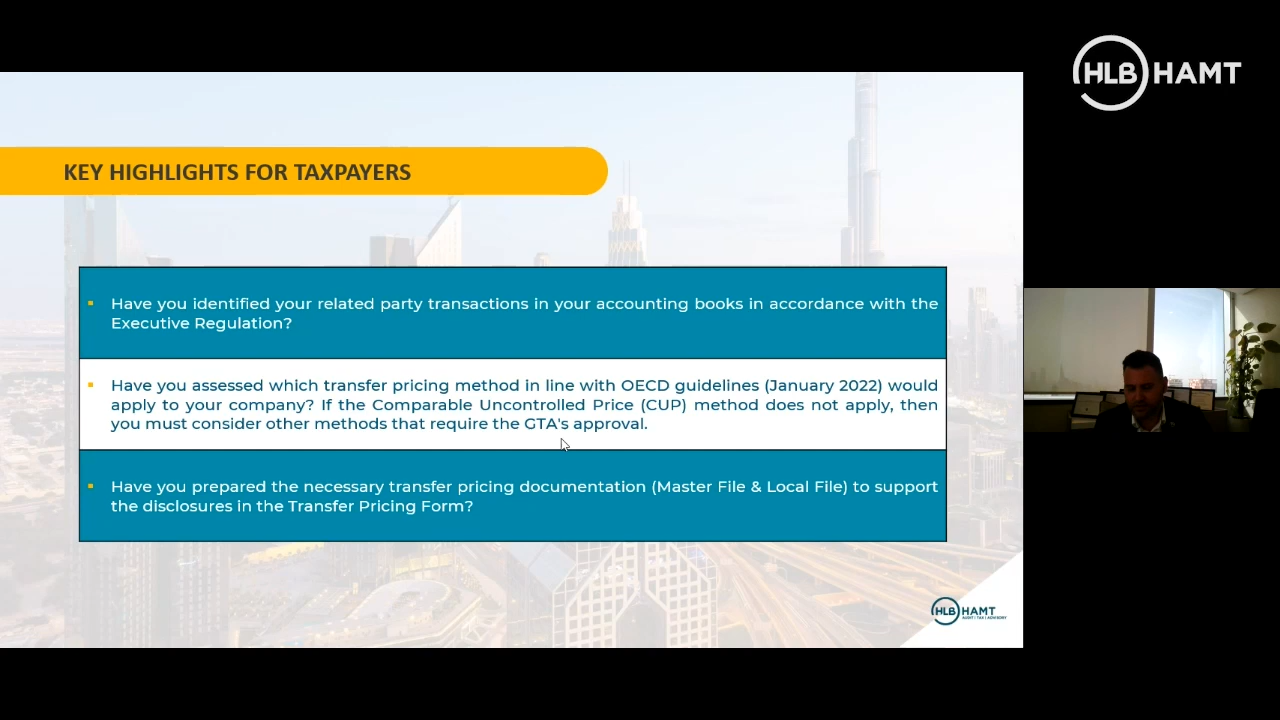 HLB HAMT
KEY HIGHLIGHTS FOR TAXPAYERS
Have you identified your related party transactions in your accounting books in accordance with the
Executive Regulation?
Have you assessed which transfer pricing method in line with OECD guidelines (January 2022) would
apply to your company? If the Comparable Uncontrolled Price (CUP) method does not apply, then
you must consider other methods that require the GTA's approval.
Have you prepared the necessary transfer pricing documentation (Master File & Local File) to support
the disclosures in the Transfer Pricing Form?
HLB HAMT
AUDIT | TAX | ADVISORY